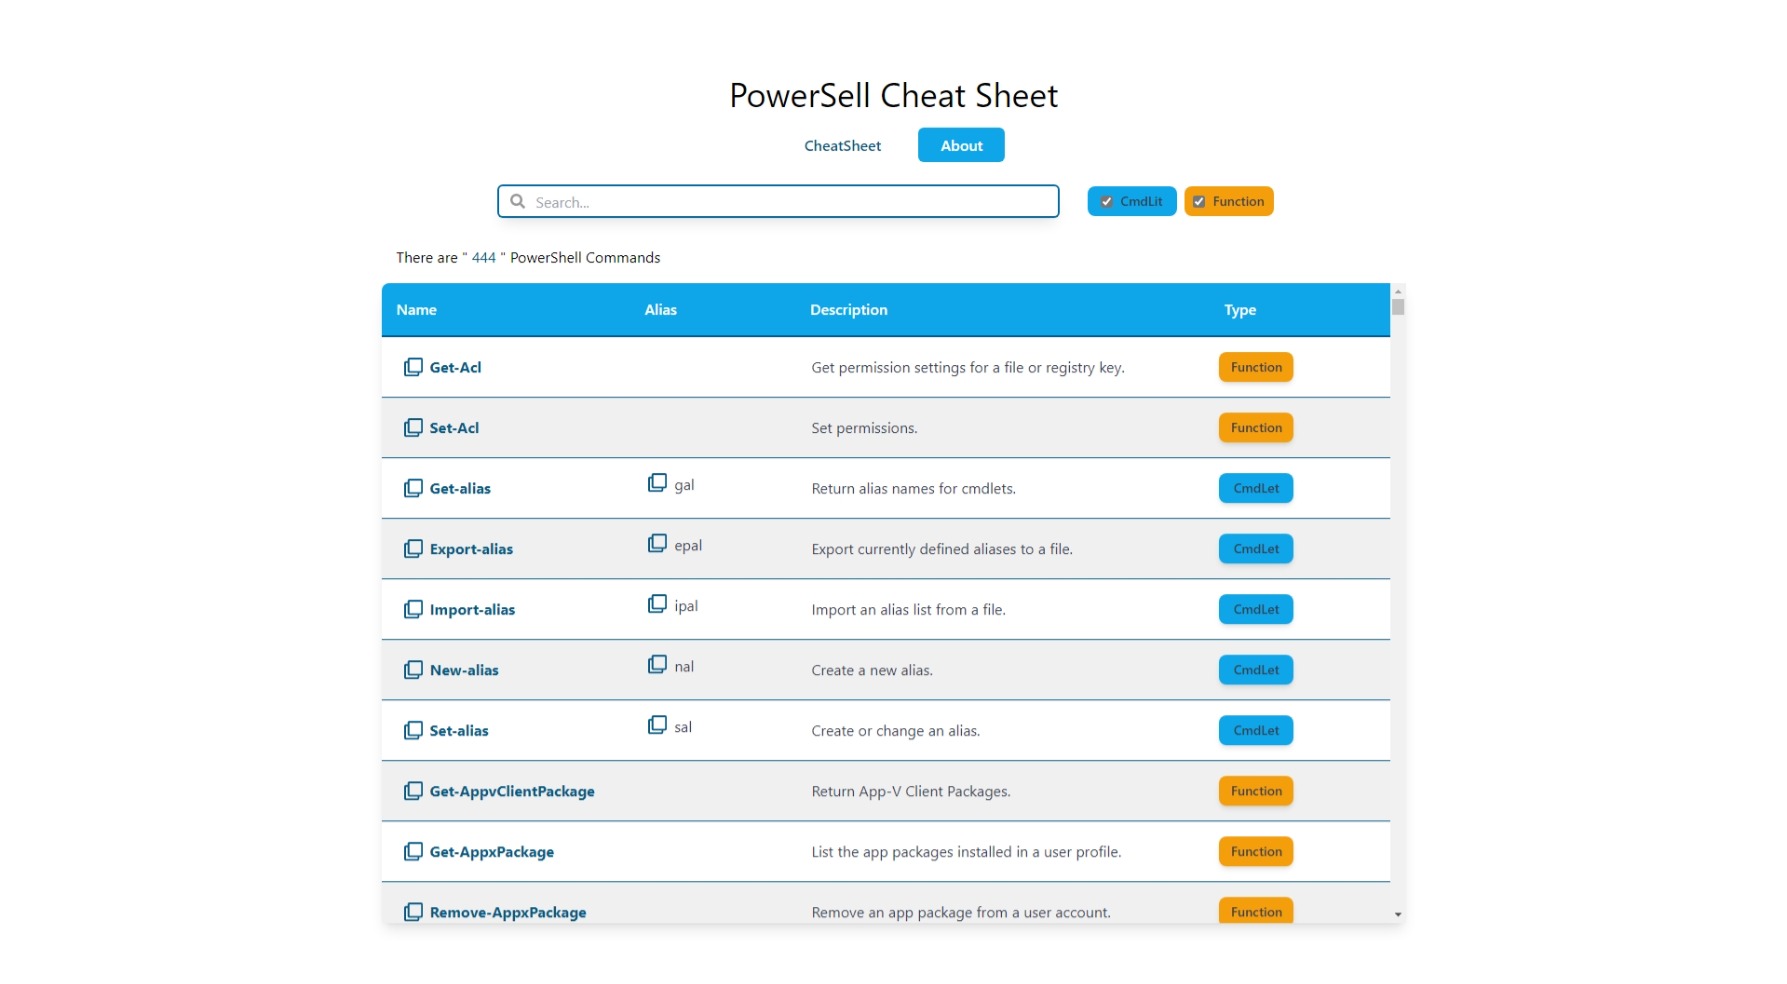 PowerSell Cheat Sheet
CheatSheet About
Search... CmdLit Function
There are " 444 " PowerShell Commands
Name Alias Description Type
Get-Acl Get permission settings for a file or registry key. Function
Set-Acl Set permissions. Function
Get-alias gal Return alias names for cmdlets. CmdLet
Export-alias epal Export currently defined aliases to a file. CmdLet
Import-alias ipal Import an alias list from a file. CmdLet
New-alias nal Create a new alias. CmdLet
Set-alias sal Create or change an alias. CmdLet
Get-AppvClientPackage Return App-V Client Packages. Function
Get-AppxPackage List the app packages installed in a user profile. Function
Remove-AppxPackage Remove an app package from a user account. Function